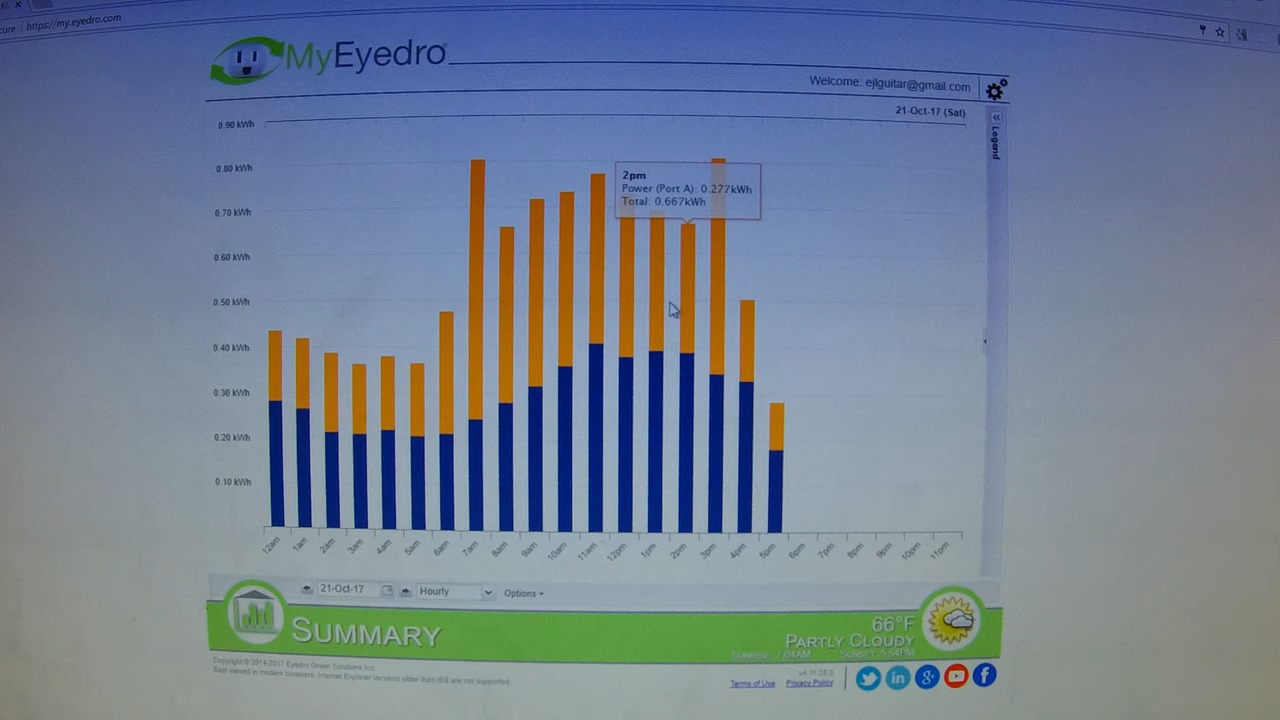 cure https://my.eyedro.com
MyEyedro
Welcome: ejlguitar@gmail.com
21-Oct-17 (Sat)
« Legend
0.90 kWh
0.80 kWh
0.70 kWh
0.60 kWh
0.50 kWh
0.40 kWh
0.30 kWh
0.20 kWh
0.10 kWh
2pm
Power (Port A): 0.277kWh
Total: 0.667kWh
12am 1am 2am 3am 4am 5am 6am 7am 8am 9am 10am 11am 12pm 1pm 2pm 3pm 4pm 5pm 6pm 7pm 8pm 9pm 10pm 11pm
21-Oct-17 Hourly Options
SUMMARY
66°F
PARTLY CLOUDY
SUNRISE: 7:04AM SUNSET: 5:54PM
Copyright © 2014-2017 Eyedro Green Solutions Inc.
Best viewed in modern browsers. Internet Explorer versions older than IE9 are not supported.
Terms of Use Privacy Policy